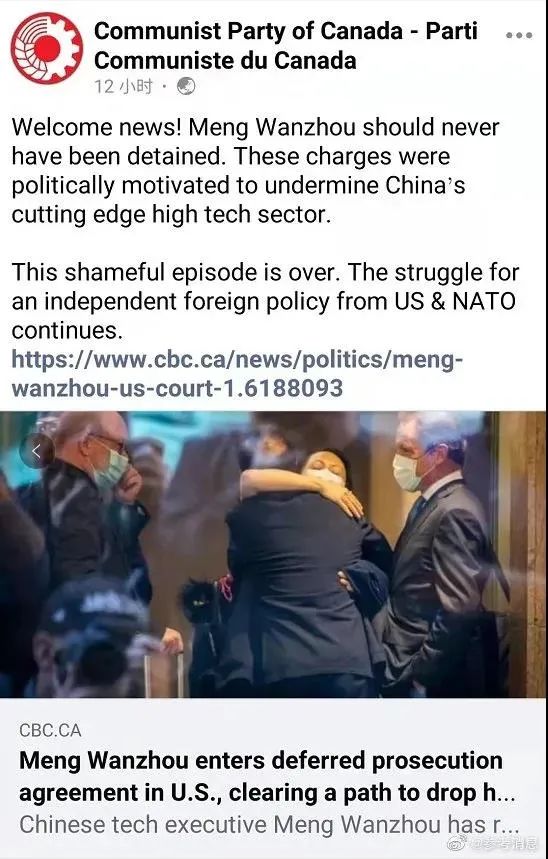 Communist Party of Canada - Parti
Communiste du Canada
12 小时 ·
Welcome news! Meng Wanzhou should never
have been detained. These charges were
politically motivated to undermine China's
cutting edge high tech sector.
This shameful episode is over. The struggle for
an independent foreign policy from US & NATO
continues.
https://www.cbc.ca/news/politics/meng-
wanzhou-us-court-1.6188093
CBC.CA
Meng Wanzhou enters deferred prosecution
agreement in U.S., clearing a path to drop h...
Chinese tech executive Meng Wanzhou has r...
@参考消息